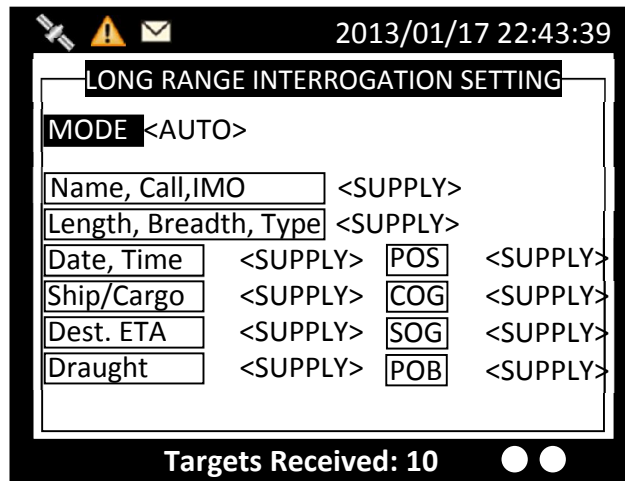 2013/01/17 22:43:39
LONG RANGE INTERROGATION SETTING
MODE <AUTO>
Name, Call,IMO <SUPPLY>
Length, Breadth, Type <SUPPLY>
Date, Time <SUPPLY> POS <SUPPLY>
Ship/Cargo <SUPPLY> COG <SUPPLY>
Dest. ETA <SUPPLY> SOG <SUPPLY>
Draught <SUPPLY> POB <SUPPLY>
Targets Received: 10